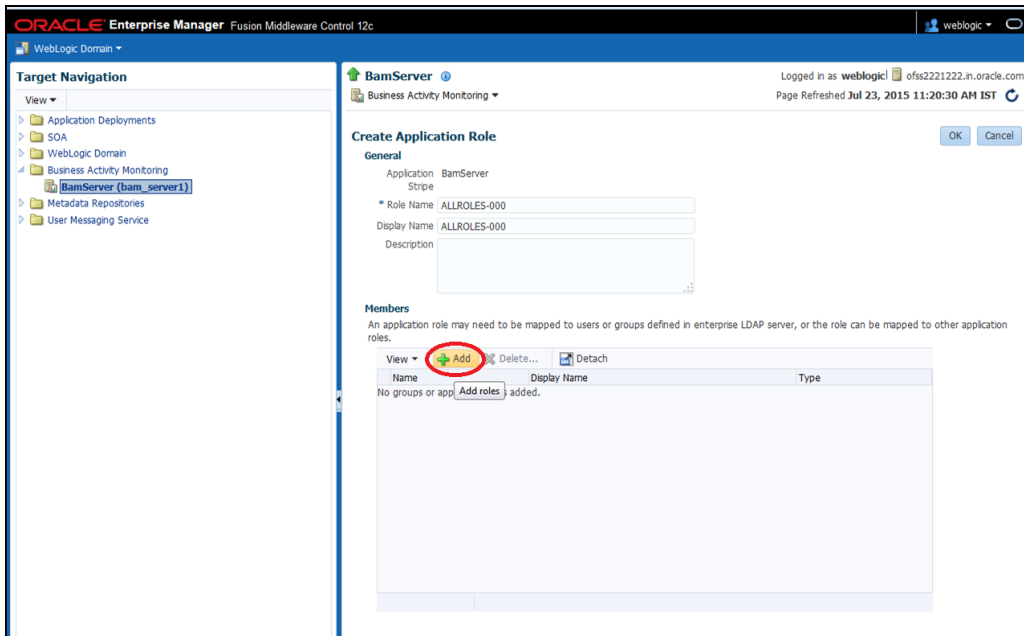 ORACLE Enterprise Manager Fusion Middleware Control 12c
weblogic
WebLogic Domain
Target Navigation
View
Application Deployments
SOA
WebLogic Domain
Business Activity Monitoring
BamServer (bam_server1)
Metadata Repositories
User Messaging Service
BamServer
Logged in as weblogic ofss2221222.in.oracle.com
Business Activity Monitoring
Page Refreshed Jul 23, 2015 11:20:30 AM IST
Create Application Role
OK Cancel
General
Application BamServer
Stripe
* Role Name ALLROLES-000
Display Name ALLROLES-000
Description
Members
An application role may need to be mapped to users or groups defined in enterprise LDAP server, or the role can be mapped to other application
roles.
View Add Delete... Detach
Name Display Name Type
No groups or app s added.
Add roles